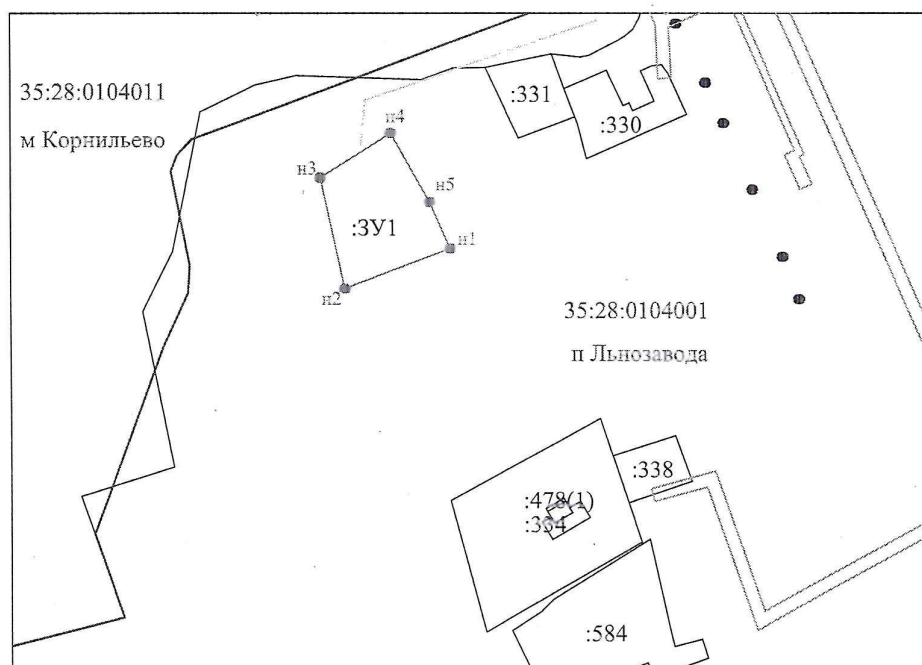 35:28:0104011
м Корнильево
:331
:330
н4
н3
н5
:ЗУ1
н1
н2
35:28:0104001
п Льнозавода
:338
:478(1)
:334
:584